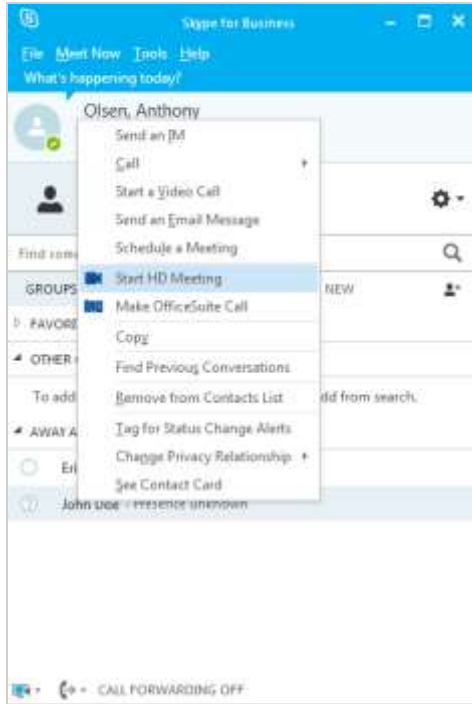 Skype for Business
File Meet Now Tools Help
What's happening today?
Olsen, Anthony
Send an IM
Call
Start a Video Call
Send an Email Message
Schedule a Meeting
Find some
Start HD Meeting
GROUPS
NEW
Make OfficeSuite Call
FAVORI
Copy
OTHER
Find Previous Conversations
To add
Remove from Contacts List
dd from search.
Tag for Status Change Alerts
AWAY A
Change Privacy Relationship
Eri
See Contact Card
John Doe - Presence unknown
CALL FORWARDING OFF